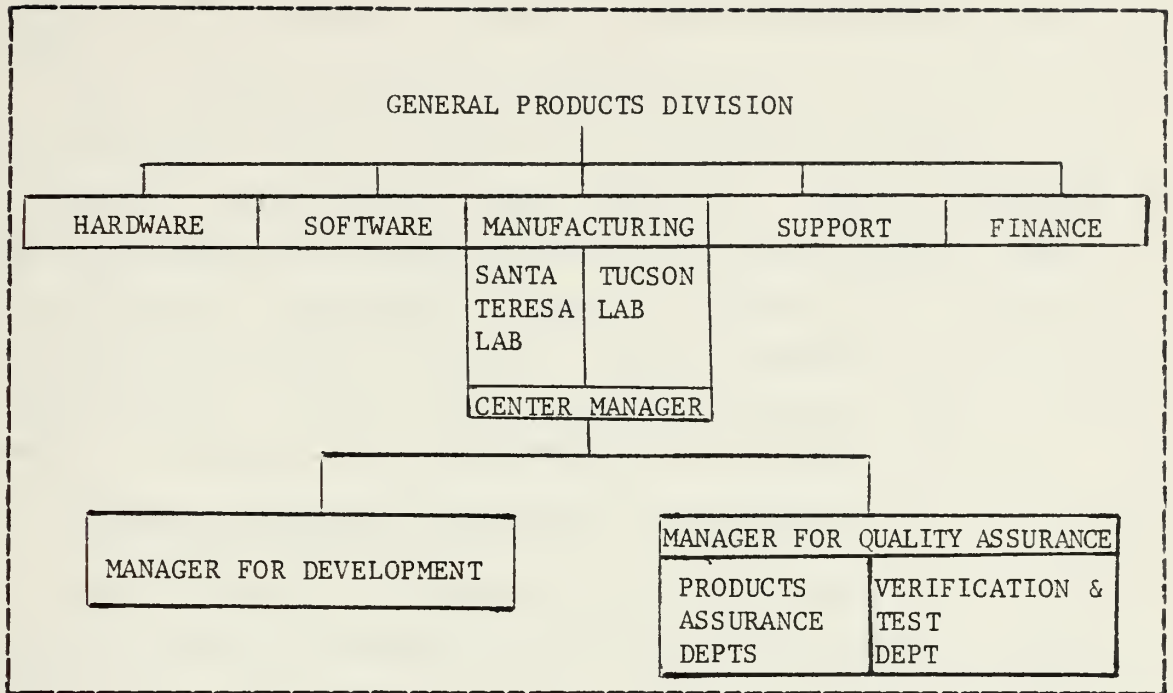 GENERAL PRODUCTS DIVISION
HARDWARE SOFTWARE MANUFACTURING SUPPORT FINANCE
SANTA TUCSON
TERESA LAB
LAB
CENTER MANAGER
MANAGER FOR DEVELOPMENT
MANAGER FOR QUALITY ASSURANCE
PRODUCTS VERIFICATION &
ASSURANCE TEST
DEPTS DEPT